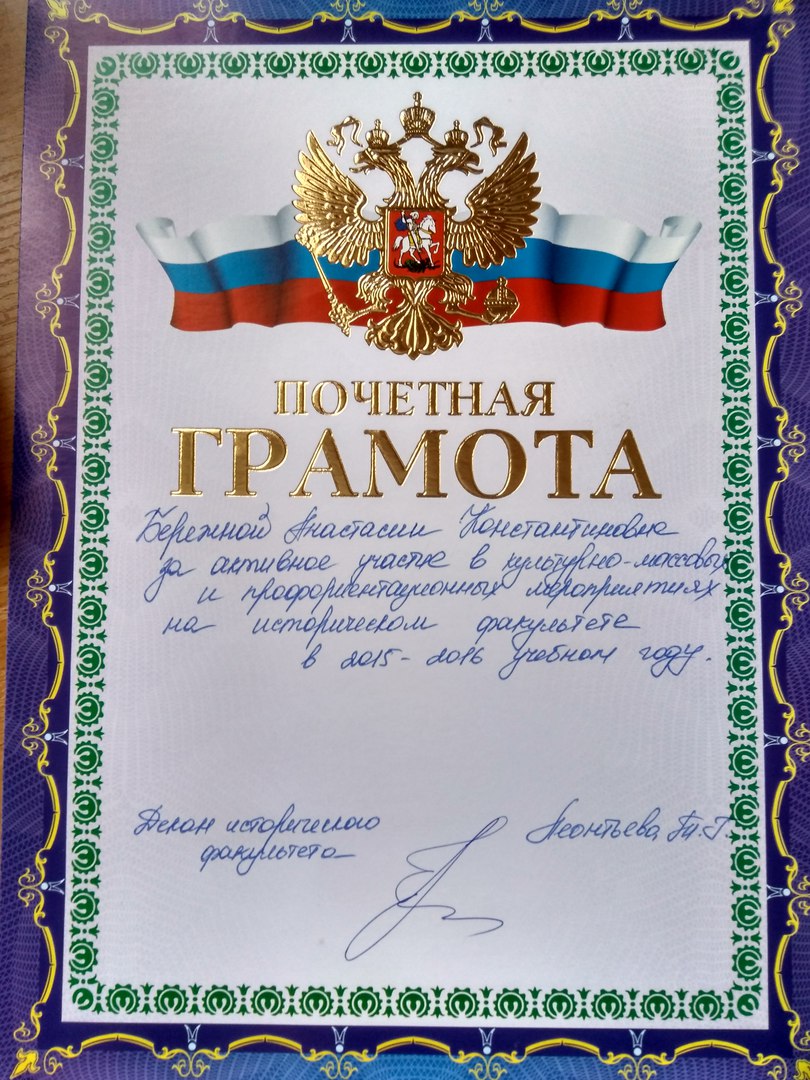 ПОЧЕТНАЯ
ГРАМОТА
Бережной Анастасии Константиновне
за активное участие в культурно-массовых
и профориентационных мероприятиях
на историческом факультете
в 2015-2016 учебном году.
Декан исторического
факультета
Леонтьева Т.Г.